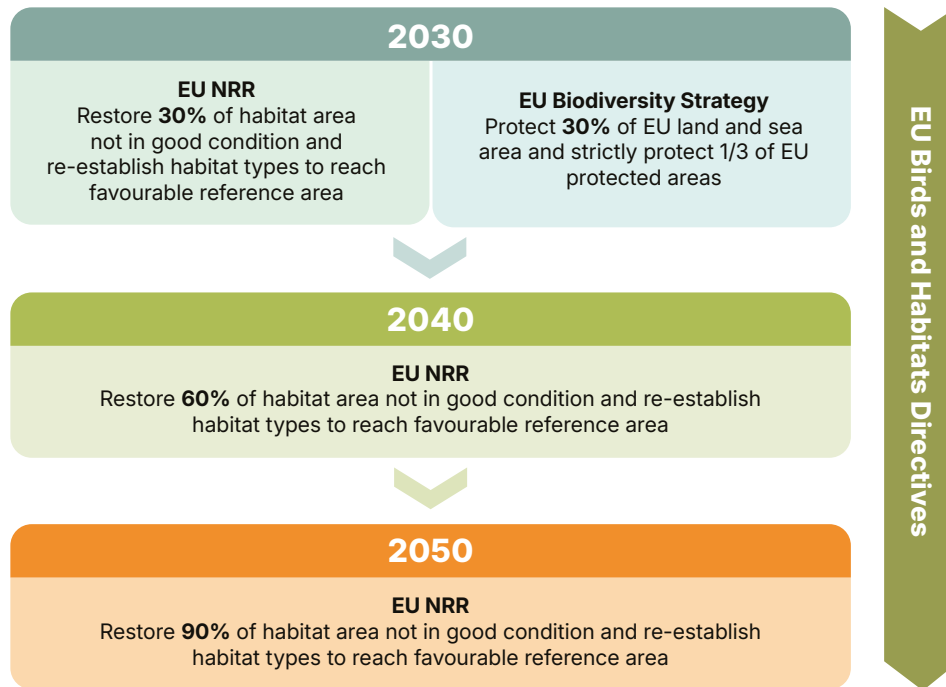 2030
EU NRR
Restore 30% of habitat area
not in good condition and
re-establish habitat types to reach
favourable reference area
EU Biodiversity Strategy
Protect 30% of EU land and sea
area and strictly protect 1/3 of EU
protected areas
2040
EU NRR
Restore 60% of habitat area not in good condition and re-establish
habitat types to reach favourable reference area
2050
EU NRR
Restore 90% of habitat area not in good condition and re-establish
habitat types to reach favourable reference area
EU Birds and Habitats Directives